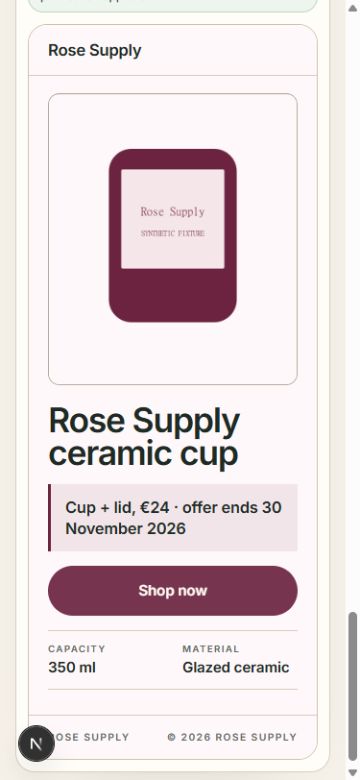 Rose Supply
Rose Supply
SYNTHETIC FIXTURE
Rose Supply
ceramic cup
Cup + lid, €24 · offer ends 30
November 2026
Shop now
CAPACITY
350 ml
MATERIAL
Glazed ceramic
N
SUPPLY
© 2026 ROSE SUPPLY